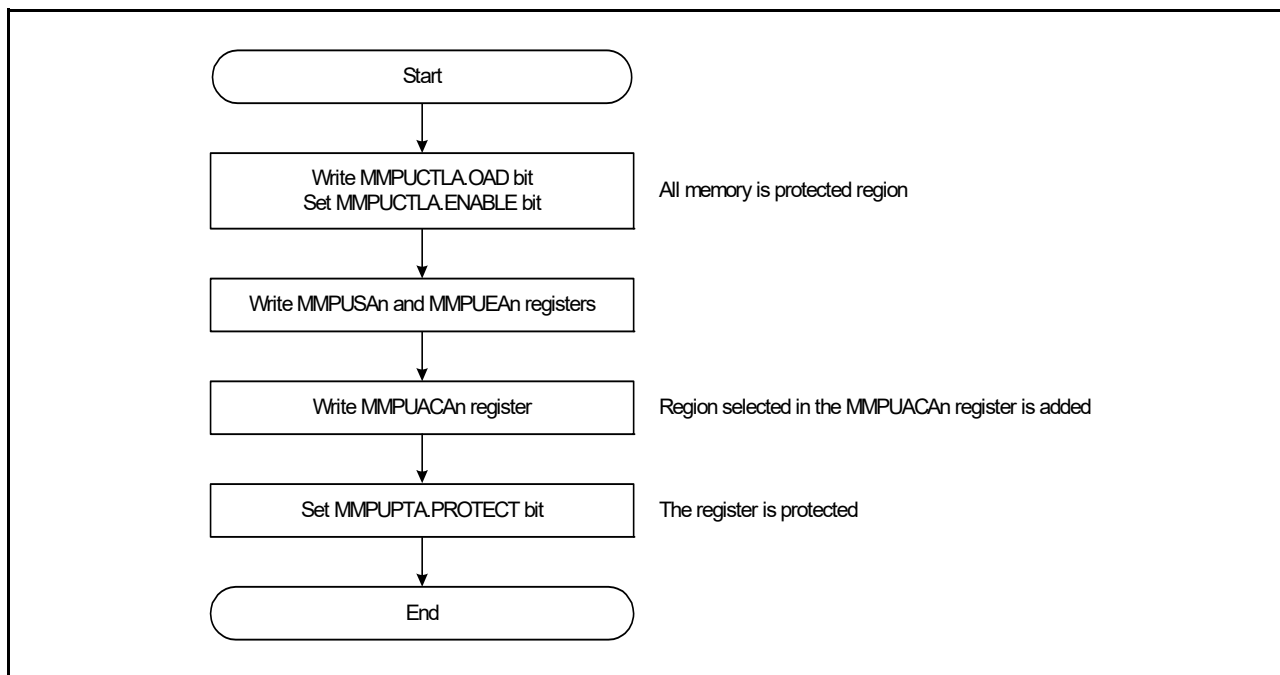 Start
Write MMPUCTLA.OAD bit
Set MMPUCTLA.ENABLE bit
All memory is protected region
Write MMPUSAn and MMPUEAn registers
Write MMPUACAn register
Region selected in the MMPUACAn register is added
Set MMPUPTA.PROTECT bit
The register is protected
End